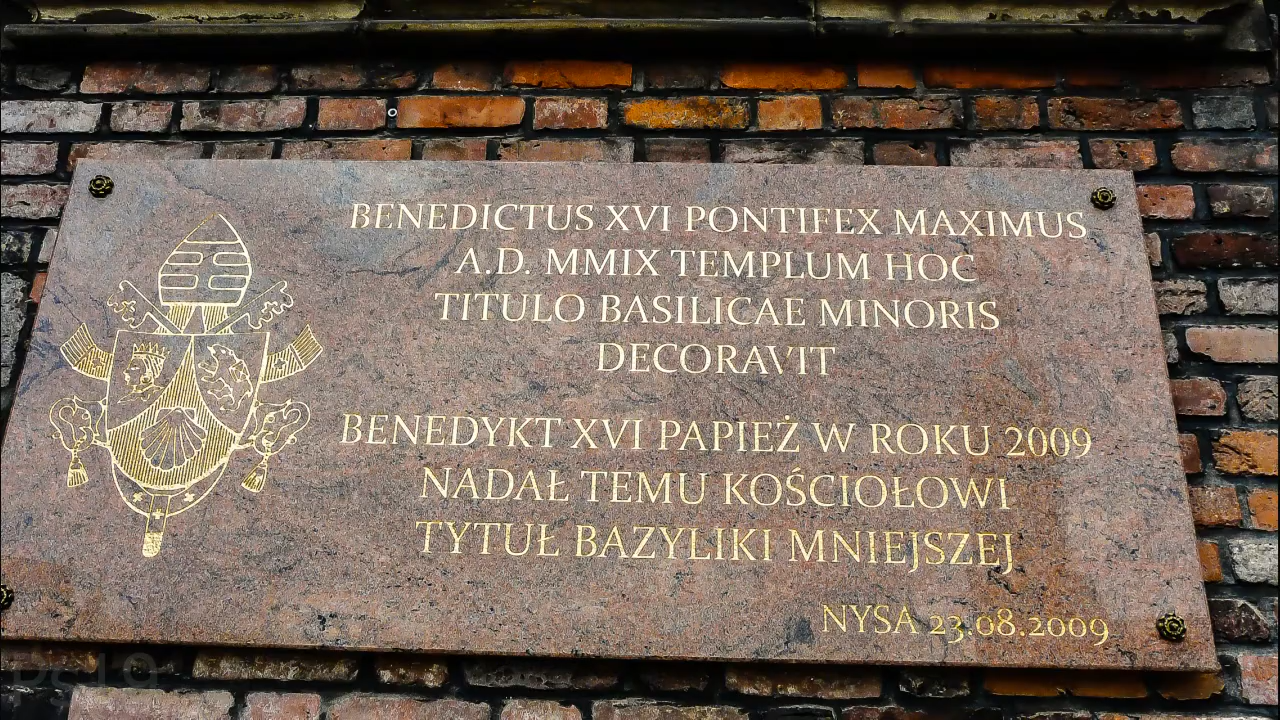 BENEDICTUS XVI PONTIFEX MAXIMUS
A.D. MMIX TEMPLUM HOC
TITULO BASILICAE MINORIS
DECORAVIT
BENEDYKT XVI PAPIEŻ W ROKU 2009
NADAŁ TEMU KOŚCIOŁOWI
TYTUŁ BAZYLIKI MNIEJSZEJ
NYSA 23.08.2009
Ps19